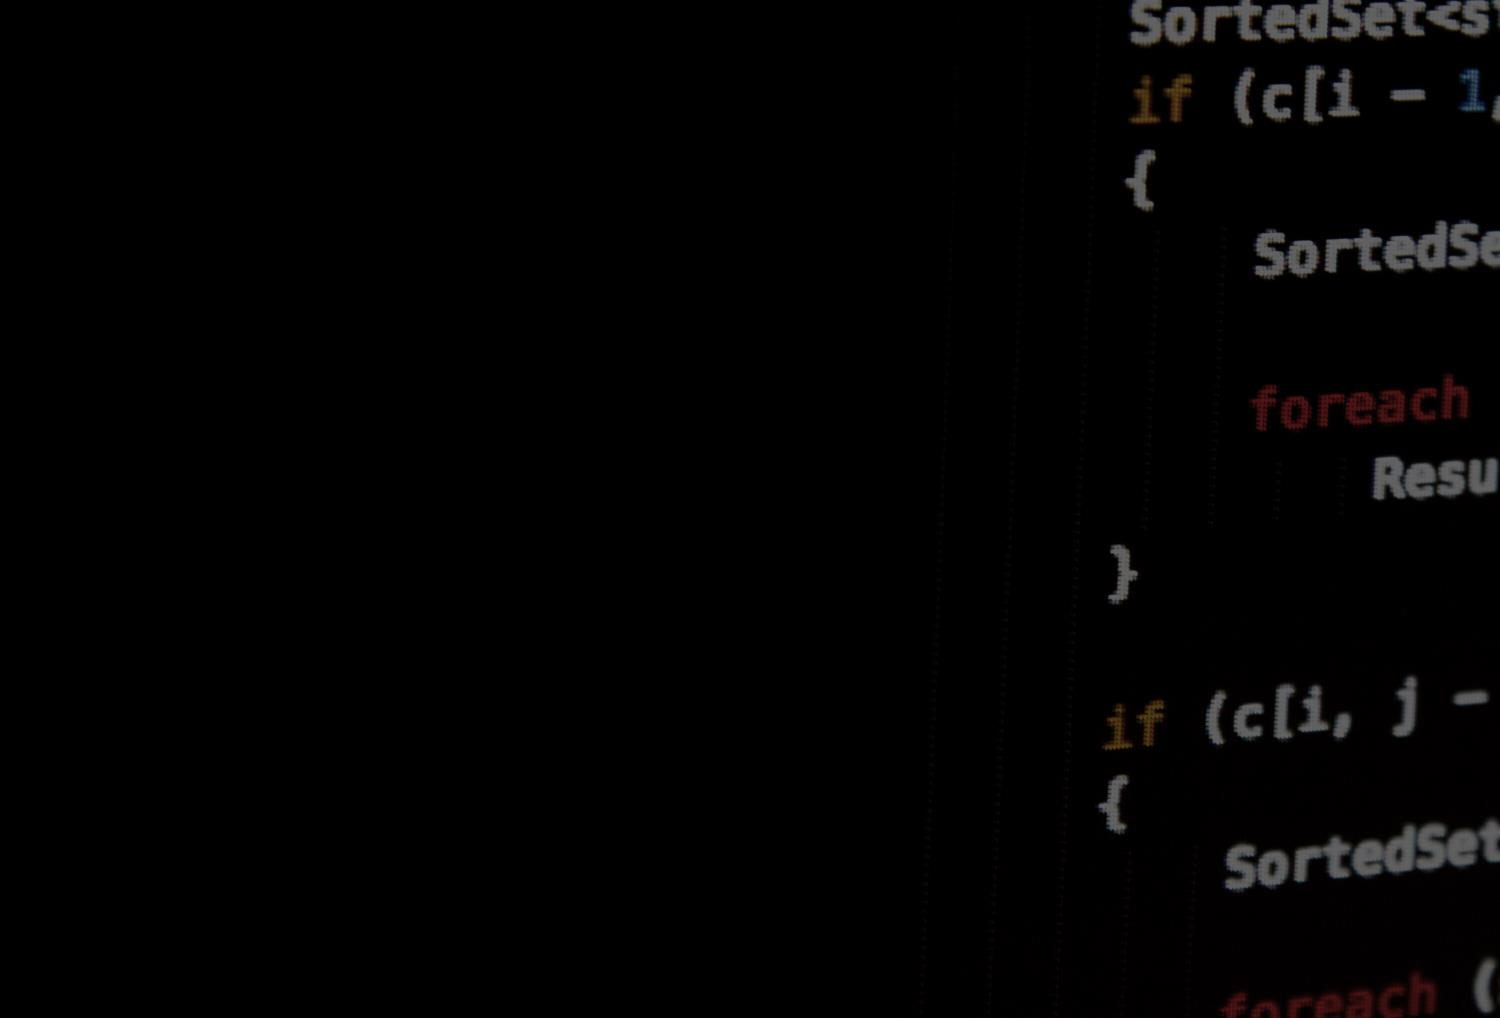 SortedSet<s
if (c[i - 1,
{
SortedSe
foreach
Resu
}
if (c[i, j -
{
SortedSet
foreach (